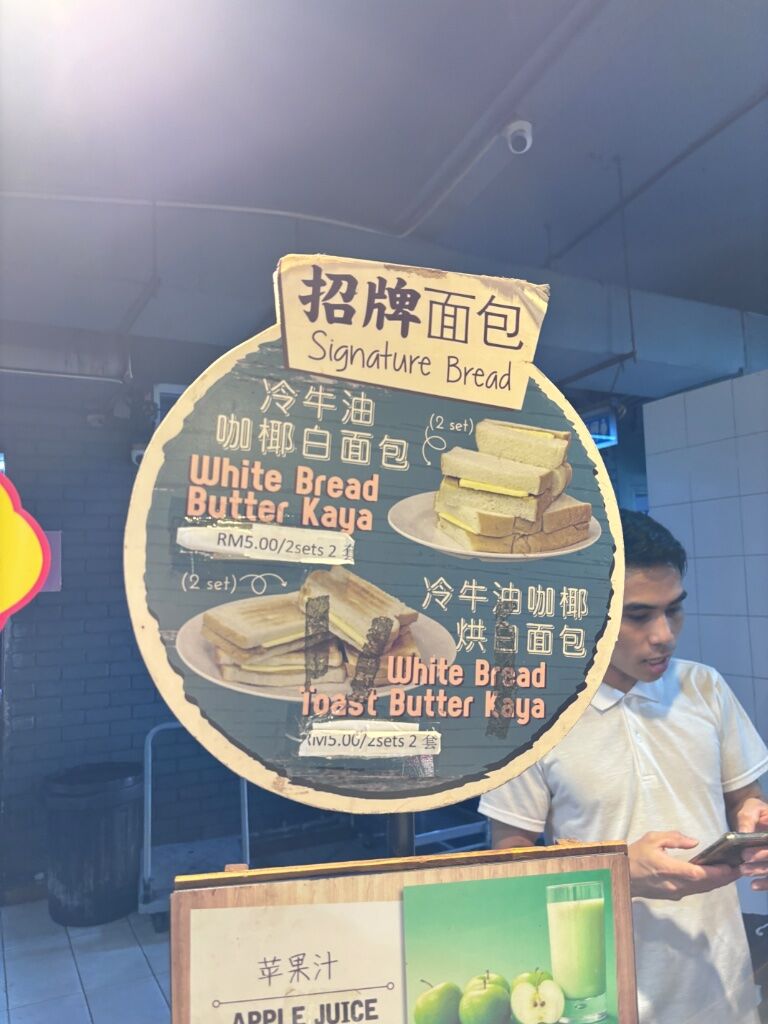 招牌面包
Signature Bread
冷牛油
咖椰白面包
(2 set)
White Bread
Butter Kaya
RM5.00/2sets 2 套
(2 set)
冷牛油咖椰
烘白面包
White Bread
Toast Butter Kaya
RM5.00/2sets 2 套
苹果汁
APPLE JUICE